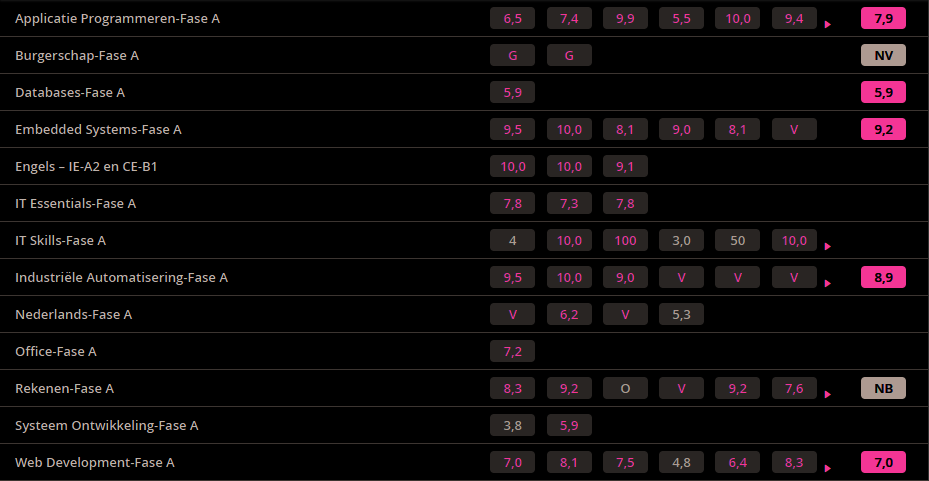 Applicatie Programmeren-Fase A 6,5 7,4 9,9 5,5 10,0 9,4 7,9
Burgerschap-Fase A G G NV
Databases-Fase A 5,9 5,9
Embedded Systems-Fase A 9,5 10,0 8,1 9,0 8,1 V 9,2
Engels – IE-A2 en CE-B1 10,0 10,0 9,1
IT Essentials-Fase A 7,8 7,3 7,8
IT Skills-Fase A 4 10,0 100 3,0 50 10,0
Industriële Automatisering-Fase A 9,5 10,0 9,0 V V V 8,9
Nederlands-Fase A V 6,2 V 5,3
Office-Fase A 7,2
Rekenen-Fase A 8,3 9,2 O V 9,2 7,6 NB
Systeem Ontwikkeling-Fase A 3,8 5,9
Web Development-Fase A 7,0 8,1 7,5 4,8 6,4 8,3 7,0